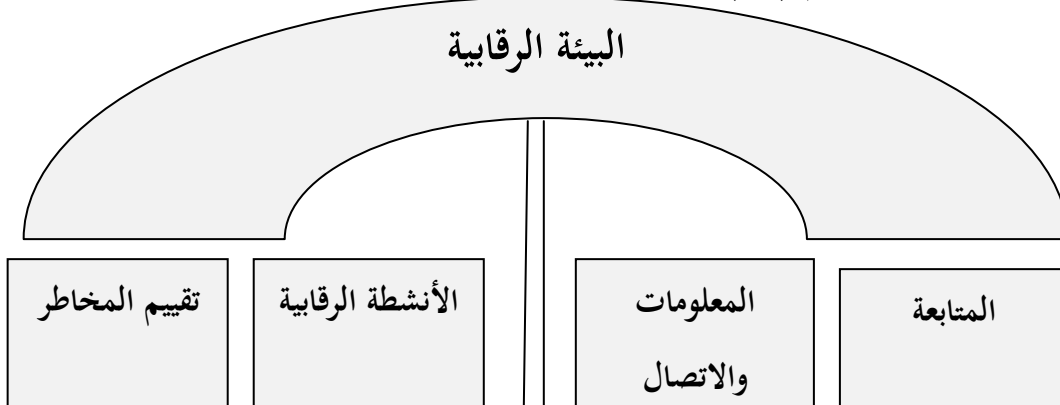 البيئة الرقابية
المتابعة
المعلومات
والاتصال
الأنشطة الرقابية
تقييم المخاطر